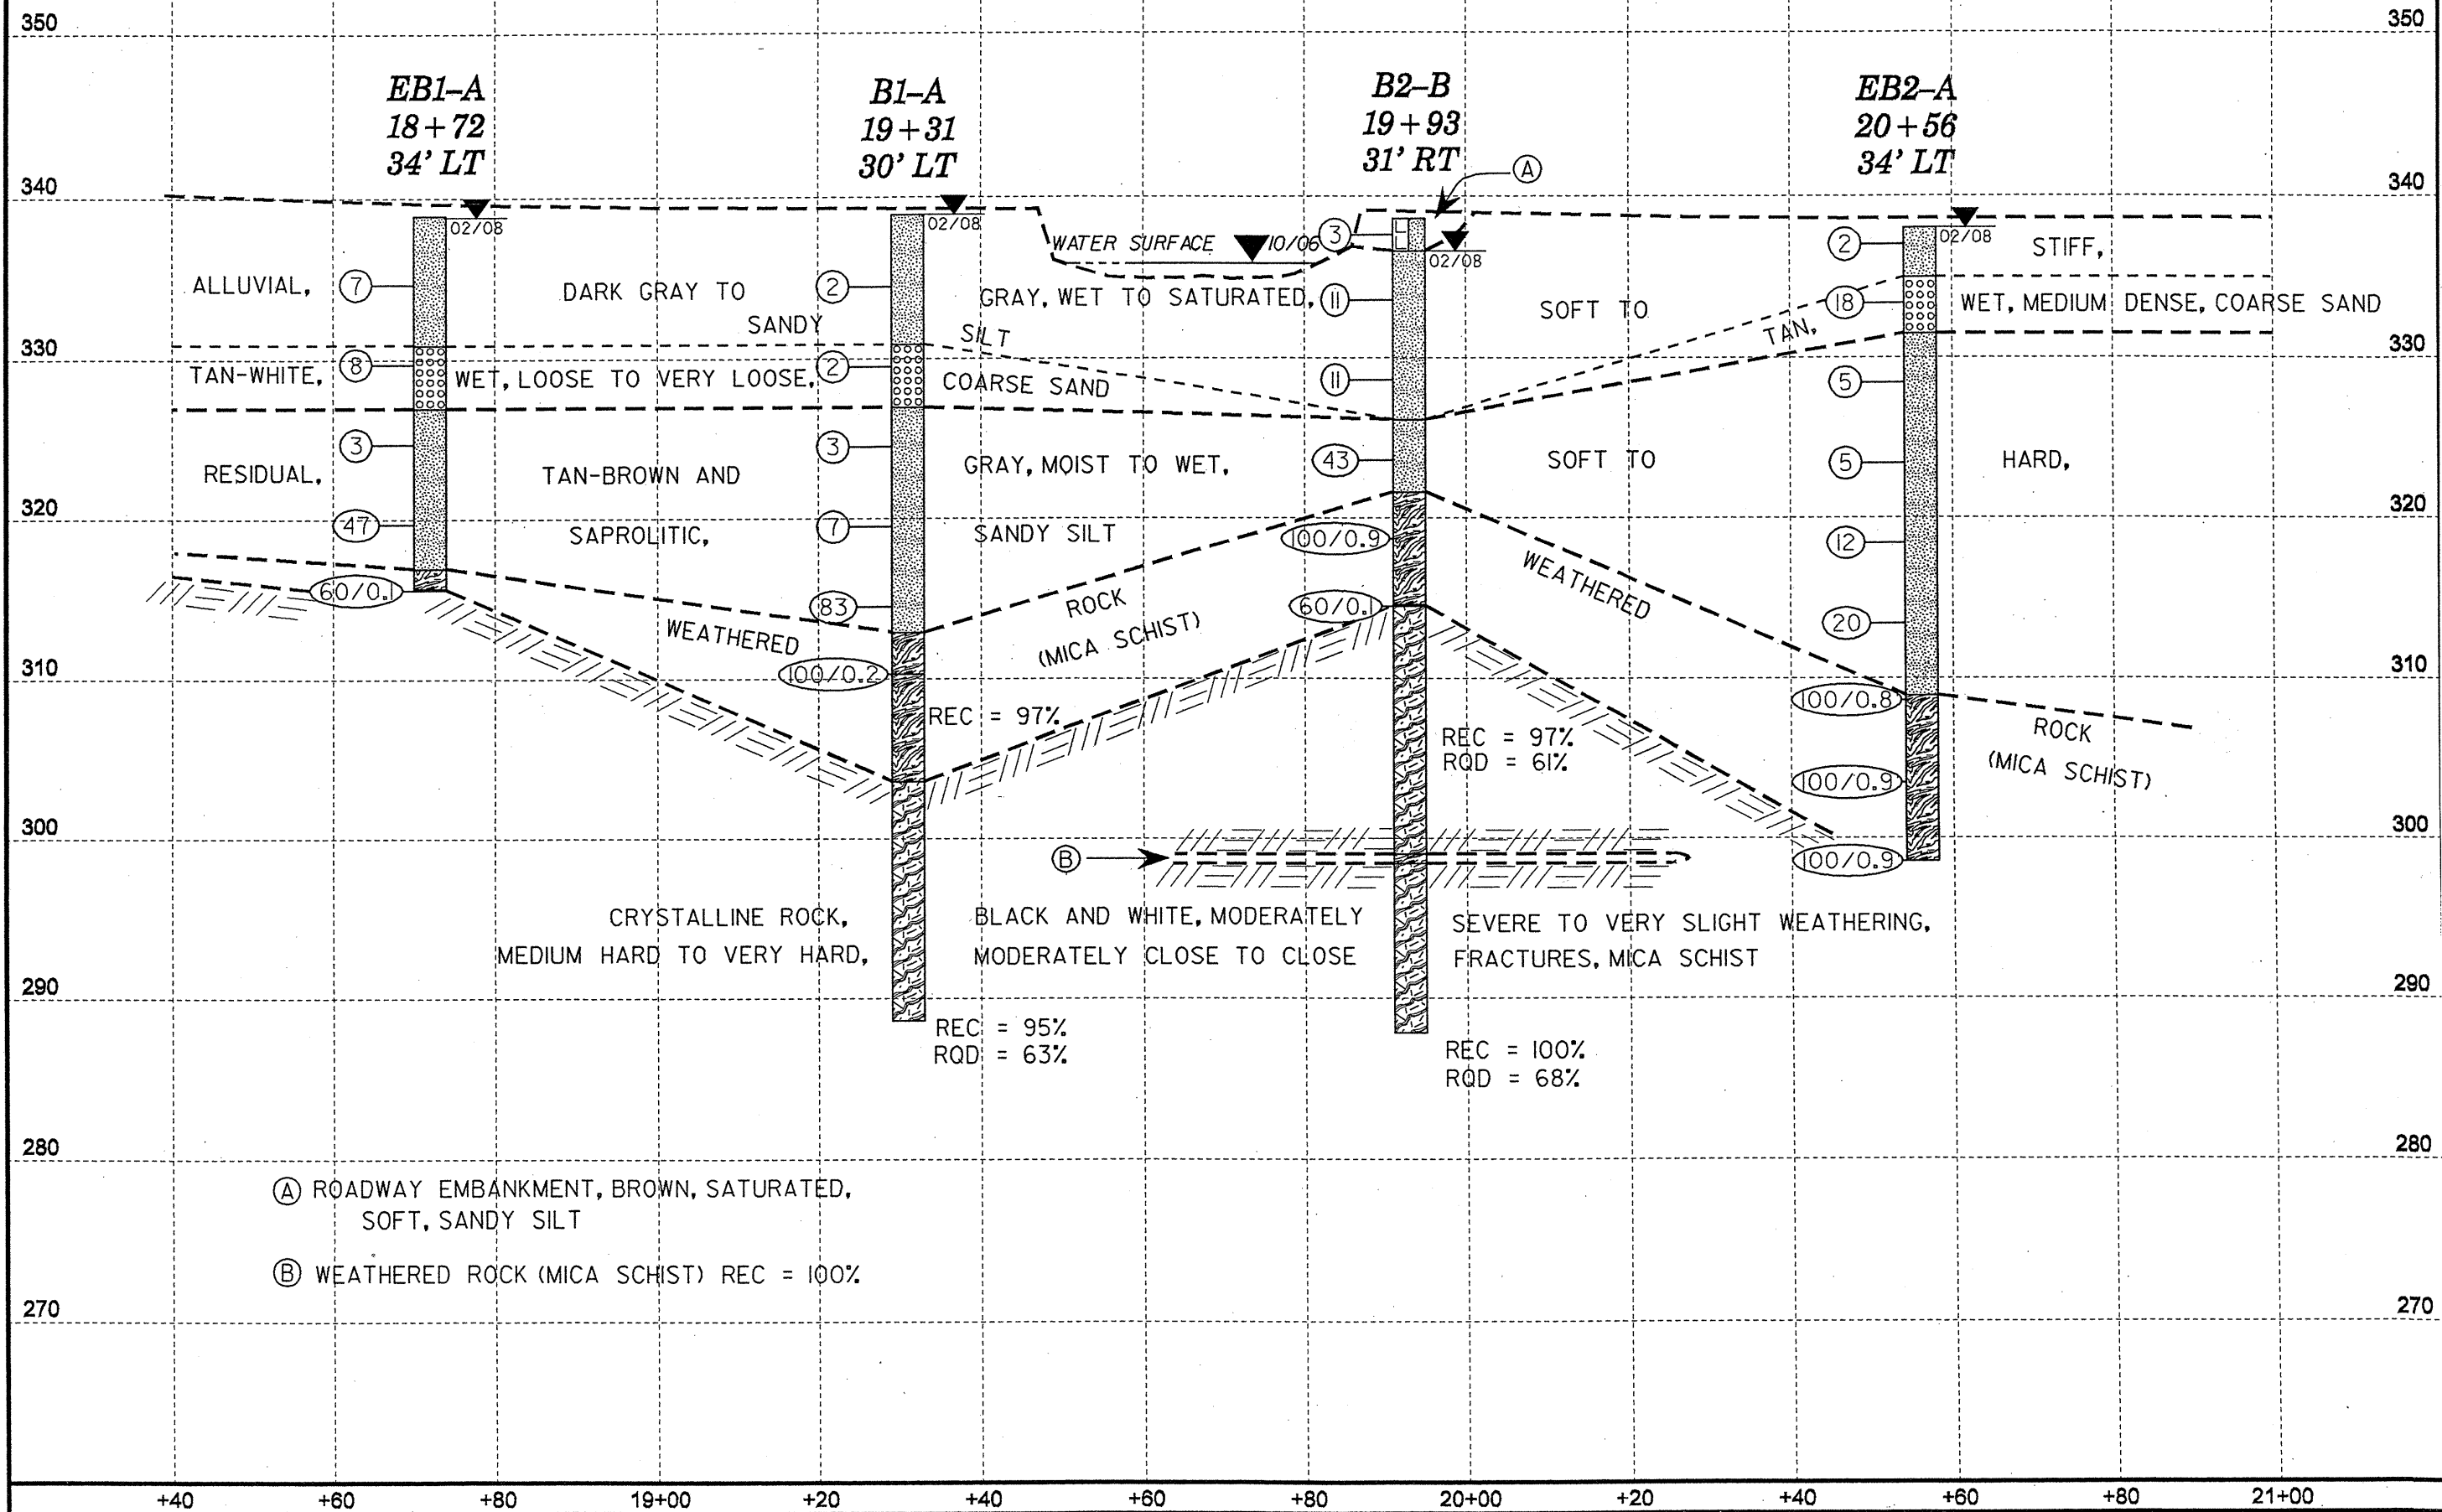 350 350
EB1-A B1-A B2-B EB2-A
18+72 19+31 19+93 20+56
34' LT 30' LT 31' RT 34' LT
A
340 340
02/08 02/08 WATER SURFACE 10/06 3 02/08 2 02/08 STIFF,
ALLUVIAL, 7 DARK GRAY TO 2 GRAY, WET TO SATURATED, 11 SOFT TO 18 WET, MEDIUM DENSE, COARSE SAND
SANDY SILT TAN,
330 330
TAN-WHITE, 8 WET, LOOSE TO VERY LOOSE, 2 COARSE SAND 11 5
RESIDUAL, 3 TAN-BROWN AND 3 GRAY, MOIST TO WET, 43 SOFT TO 5 HARD,
320 320
47 SAPROLITIC, 7 SANDY SILT 100/0.9 12
60/0.1 83 ROCK 60/0.1 WEATHERED 20
WEATHERED (MICA SCHIST)
310 310
100/0.2 100/0.8
REC = 97% REC = 97% ROCK
RQD = 61% (MICA SCHIST)
100/0.9
300 300
B 100/0.9
CRYSTALLINE ROCK, BLACK AND WHITE, MODERATELY SEVERE TO VERY SLIGHT WEATHERING,
MEDIUM HARD TO VERY HARD, MODERATELY CLOSE TO CLOSE FRACTURES, MICA SCHIST
290 290
REC = 95% REC = 100%
RQD = 63% RQD = 68%
280 280
A ROADWAY EMBANKMENT, BROWN, SATURATED,
SOFT, SANDY SILT
B WEATHERED ROCK (MICA SCHIST) REC = 100%
270 270
+40 +60 +80 19+00 +20 +40 +60 +80 20+00 +20 +40 +60 +80 21+00